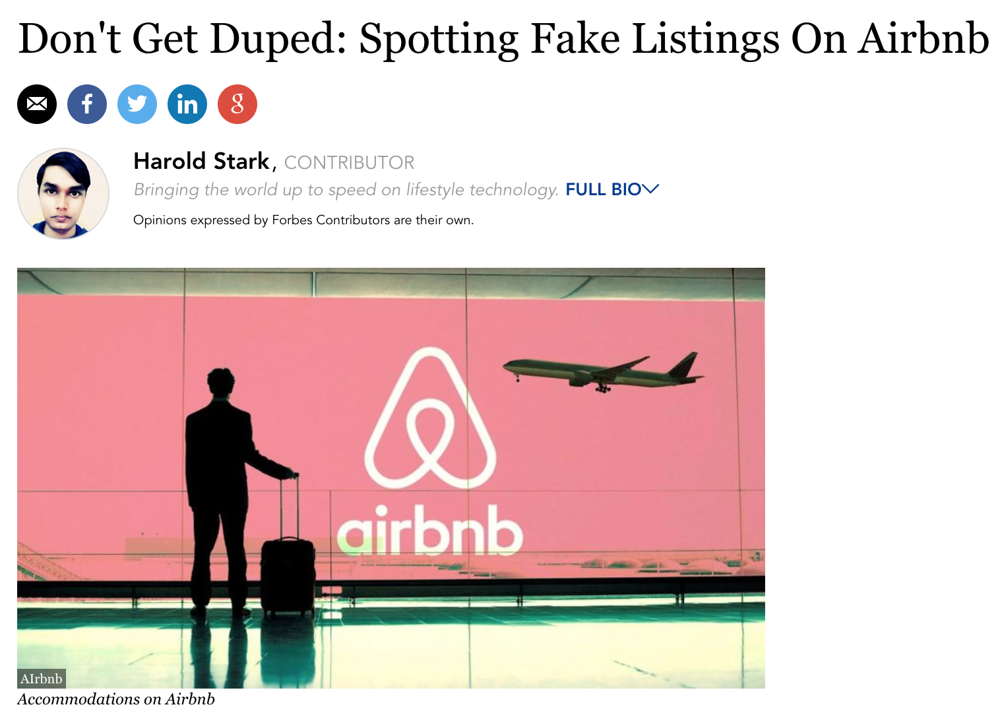 Don't Get Duped: Spotting Fake Listings On Airbnb
f in g
Harold Stark, CONTRIBUTOR
Bringing the world up to speed on lifestyle technology. FULL BIO
Opinions expressed by Forbes Contributors are their own.
airbnb
AIrbnb
Accommodations on Airbnb